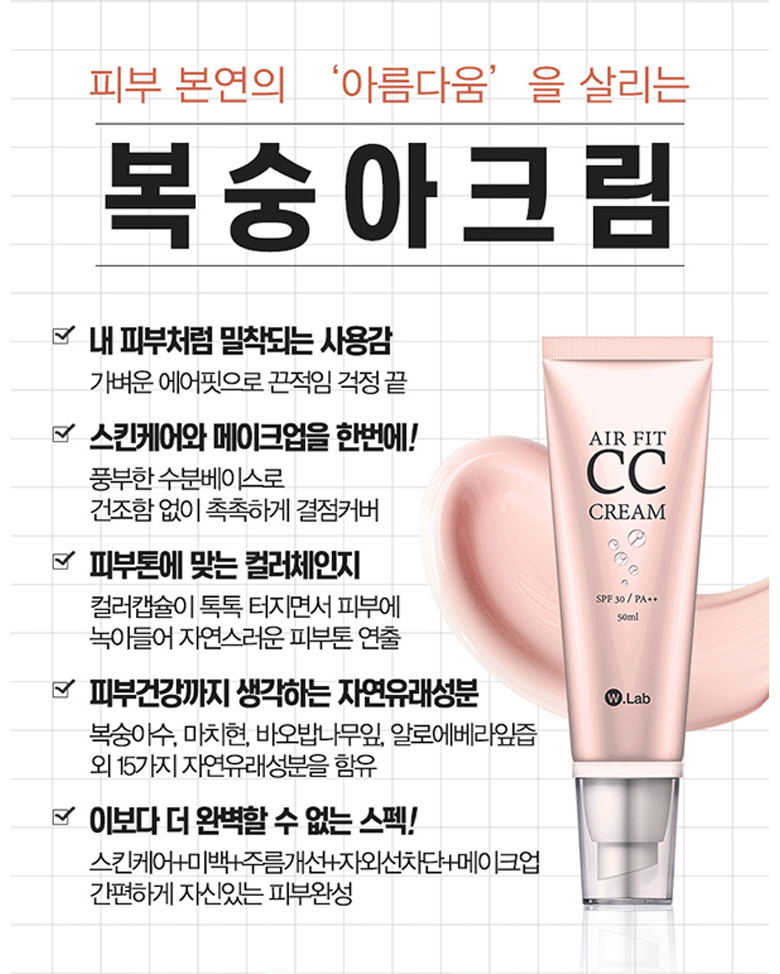 피부 본연의 ‘아름다움’ 을 살리는
복숭아크림
내 피부처럼 밀착되는 사용감
가벼운 에어핏으로 끈적임 걱정 끝
스킨케어와 메이크업을 한번에!
풍부한 수분베이스로
건조함 없이 촉촉하게 결점커버
피부톤에 맞는 컬러체인지
컬러캡슐이 톡톡 터지면서 피부에
녹아들어 자연스러운 피부톤 연출
피부건강까지 생각하는 자연유래성분
복숭아수, 마치현, 바오밥나무잎, 알로에베라잎즙
외 15가지 자연유래성분을 함유
이보다 더 완벽할 수 없는 스펙!
스킨케어+미백+주름개선+자외선차단+메이크업
간편하게 자신있는 피부완성
AIR FIT
CC
CREAM
SPF 30 / PA++
50ml
W.Lab